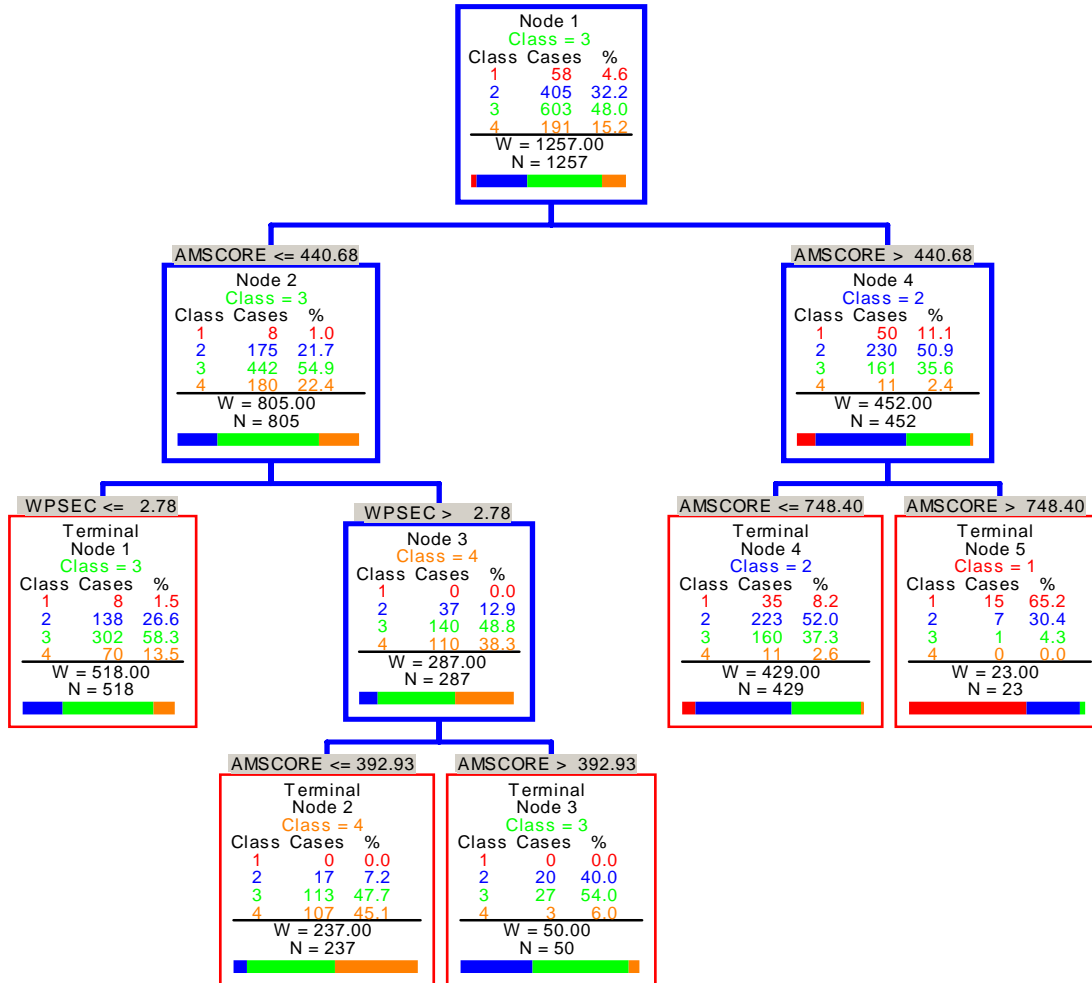 Node 1
Class = 3
Class Cases %
1 58 4.6
2 405 32.2
3 603 48.0
4 191 15.2
W = 1257.00
N = 1257
AMSCORE <= 440.68
Node 2
Class = 3
Class Cases %
1 8 1.0
2 175 21.7
3 442 54.9
4 180 22.4
W = 805.00
N = 805
AMSCORE > 440.68
Node 4
Class = 2
Class Cases %
1 50 11.1
2 230 50.9
3 161 35.6
4 11 2.4
W = 452.00
N = 452
WPSEC <= 2.78
Terminal
Node 1
Class = 3
Class Cases %
1 8 1.5
2 138 26.6
3 302 58.3
4 70 13.5
W = 518.00
N = 518
WPSEC > 2.78
Node 3
Class = 4
Class Cases %
1 0 0.0
2 37 12.9
3 140 48.8
4 110 38.3
W = 287.00
N = 287
AMSCORE <= 748.40
Terminal
Node 4
Class = 2
Class Cases %
1 35 8.2
2 223 52.0
3 160 37.3
4 11 2.6
W = 429.00
N = 429
AMSCORE > 748.40
Terminal
Node 5
Class = 1
Class Cases %
1 15 65.2
2 7 30.4
3 1 4.3
4 0 0.0
W = 23.00
N = 23
AMSCORE <= 392.93
Terminal
Node 2
Class = 4
Class Cases %
1 0 0.0
2 17 7.2
3 113 47.7
4 107 45.1
W = 237.00
N = 237
AMSCORE > 392.93
Terminal
Node 3
Class = 3
Class Cases %
1 0 0.0
2 20 40.0
3 27 54.0
4 3 6.0
W = 50.00
N = 50